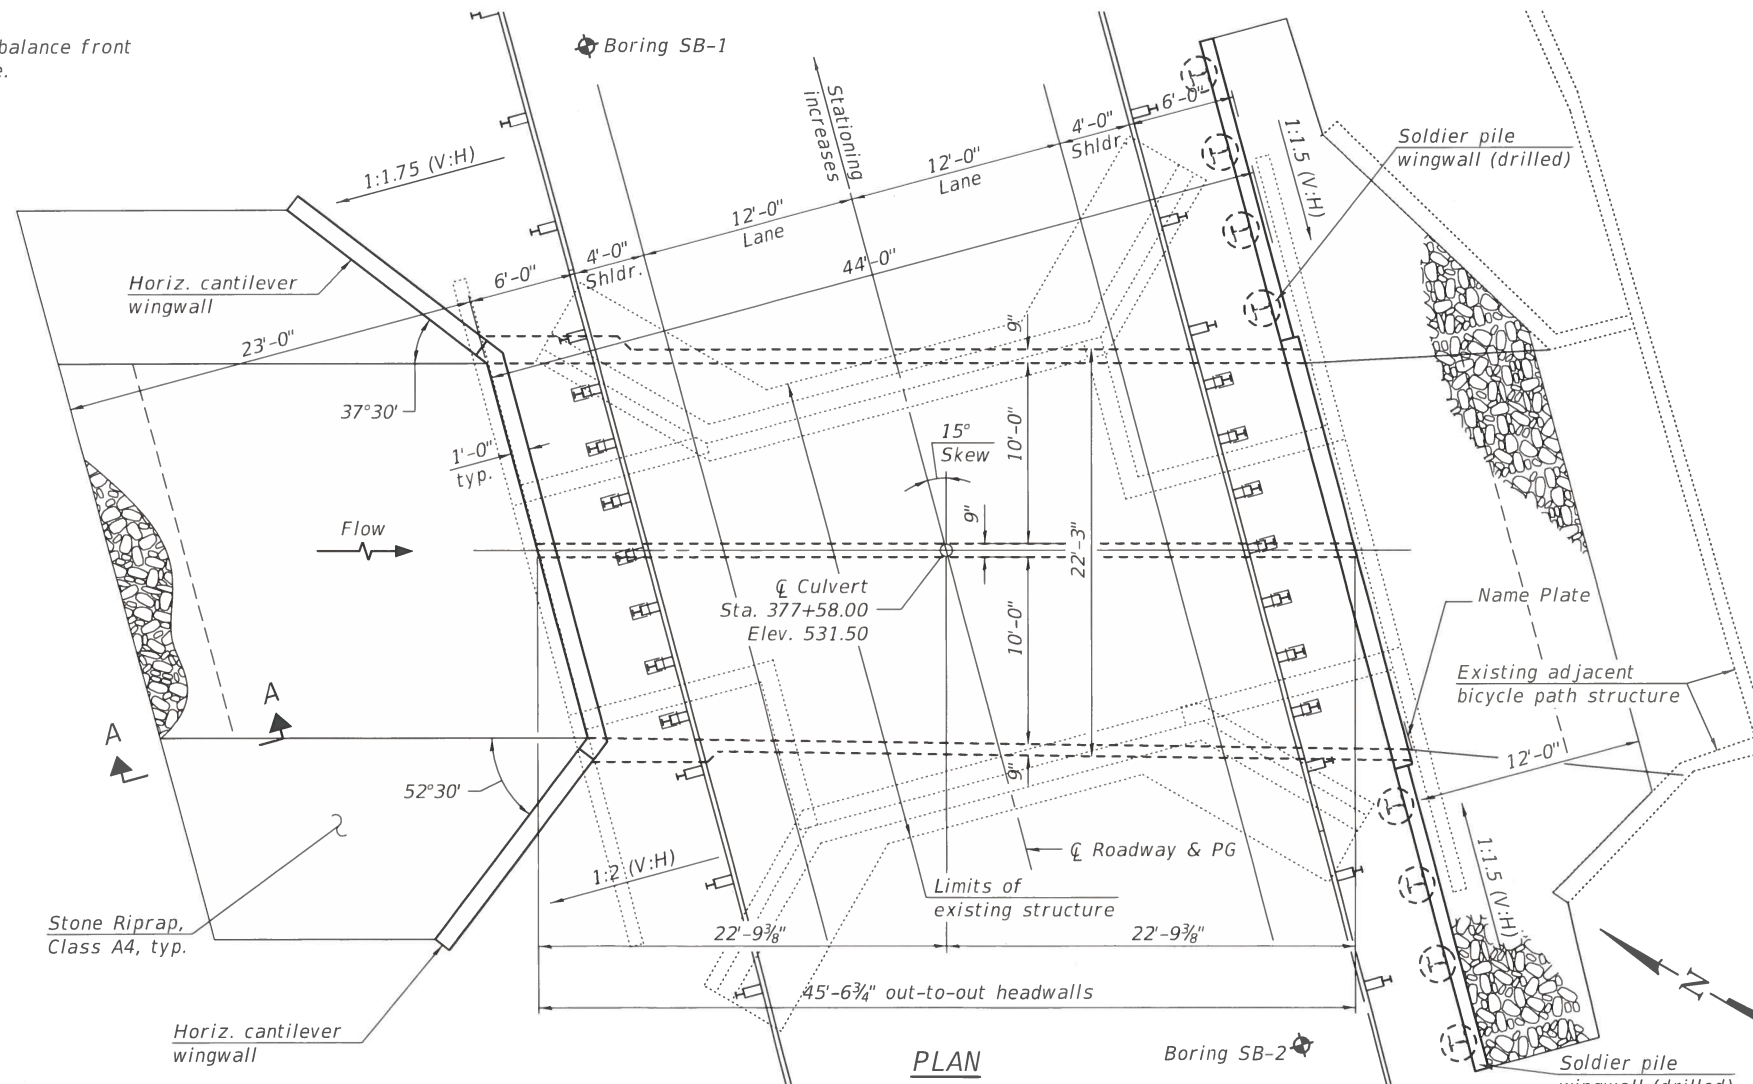 balance front
e.
Boring SB-1
Stationing
increases
1:1.75 (V:H)
Horiz. cantilever
wingwall
23'-0"
6'-0"
4'-0"
Shldr.
12'-0"
Lane
12'-0"
Lane
4'-0"
Shldr.
6'-0"
44'-0"
1:1.5 (V:H)
Soldier pile
wingwall (drilled)
37°30'
1'-0"
typ.
9"
10'-0"
15°
Skew
Flow
9"
22'-3"
℄ Culvert
Sta. 377+58.00
Elev. 531.50
10'-0"
9"
Name Plate
Existing adjacent
bicycle path structure
12'-0"
A
A
52°30'
1:2 (V:H)
℄ Roadway & PG
Limits of
existing structure
1:1.5 (V:H)
Stone Riprap,
Class A4, typ.
22'-9⅜"
22'-9⅜"
45'-6¾" out-to-out headwalls
N
Horiz. cantilever
wingwall
PLAN
Boring SB-2
Soldier pile
wingwall (drilled)